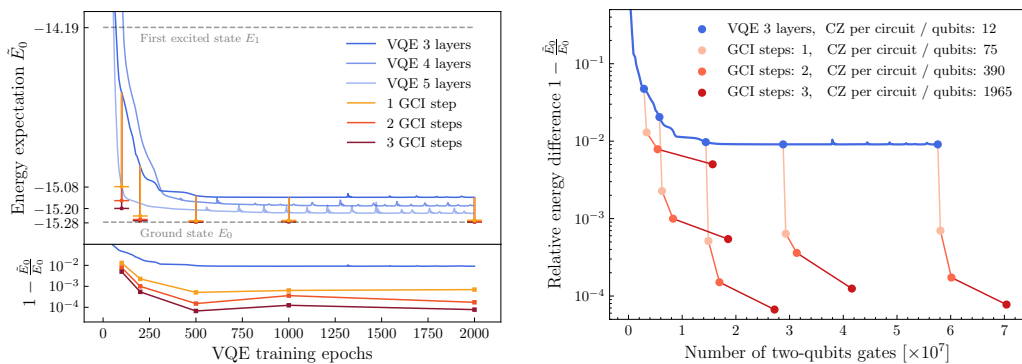 Energy expectation Ẽ₀
−14.19
−15.08
−15.20
−15.28
First excited state E₁
Ground state E₀
VQE 3 layers
VQE 4 layers
VQE 5 layers
1 GCI step
2 GCI steps
3 GCI steps
1 − Ẽ₀/E₀
10⁻²
10⁻³
10⁻⁴
0 250 500 750 1000 1250 1500 1750 2000
VQE training epochs
Relative energy difference 1 − Ẽ₀/E₀
10⁻¹
10⁻²
10⁻³
10⁻⁴
VQE 3 layers, CZ per circuit / qubits: 12
GCI steps: 1, CZ per circuit / qubits: 75
GCI steps: 2, CZ per circuit / qubits: 390
GCI steps: 3, CZ per circuit / qubits: 1965
0 1 2 3 4 5 6 7
Number of two-qubits gates [×10⁷]